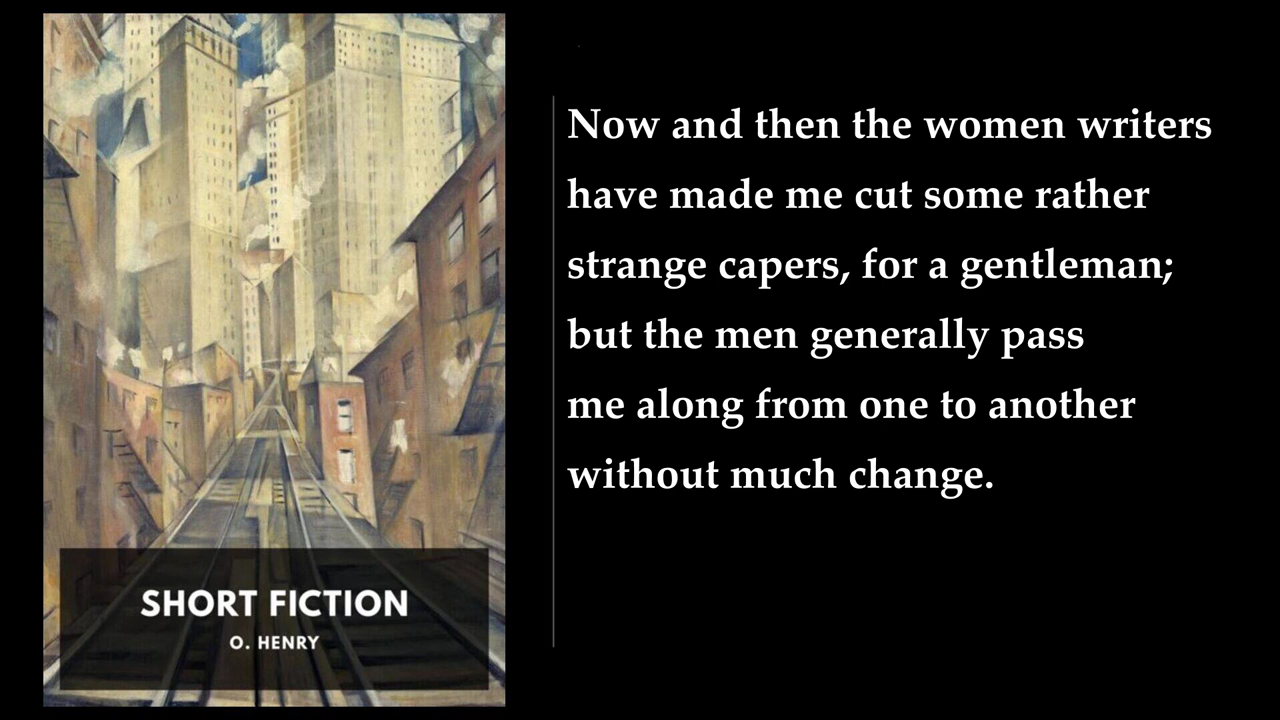 Now and then the women writers
have made me cut some rather
strange capers, for a gentleman;
but the men generally pass
me along from one to another
without much change.
SHORT FICTION
O. HENRY